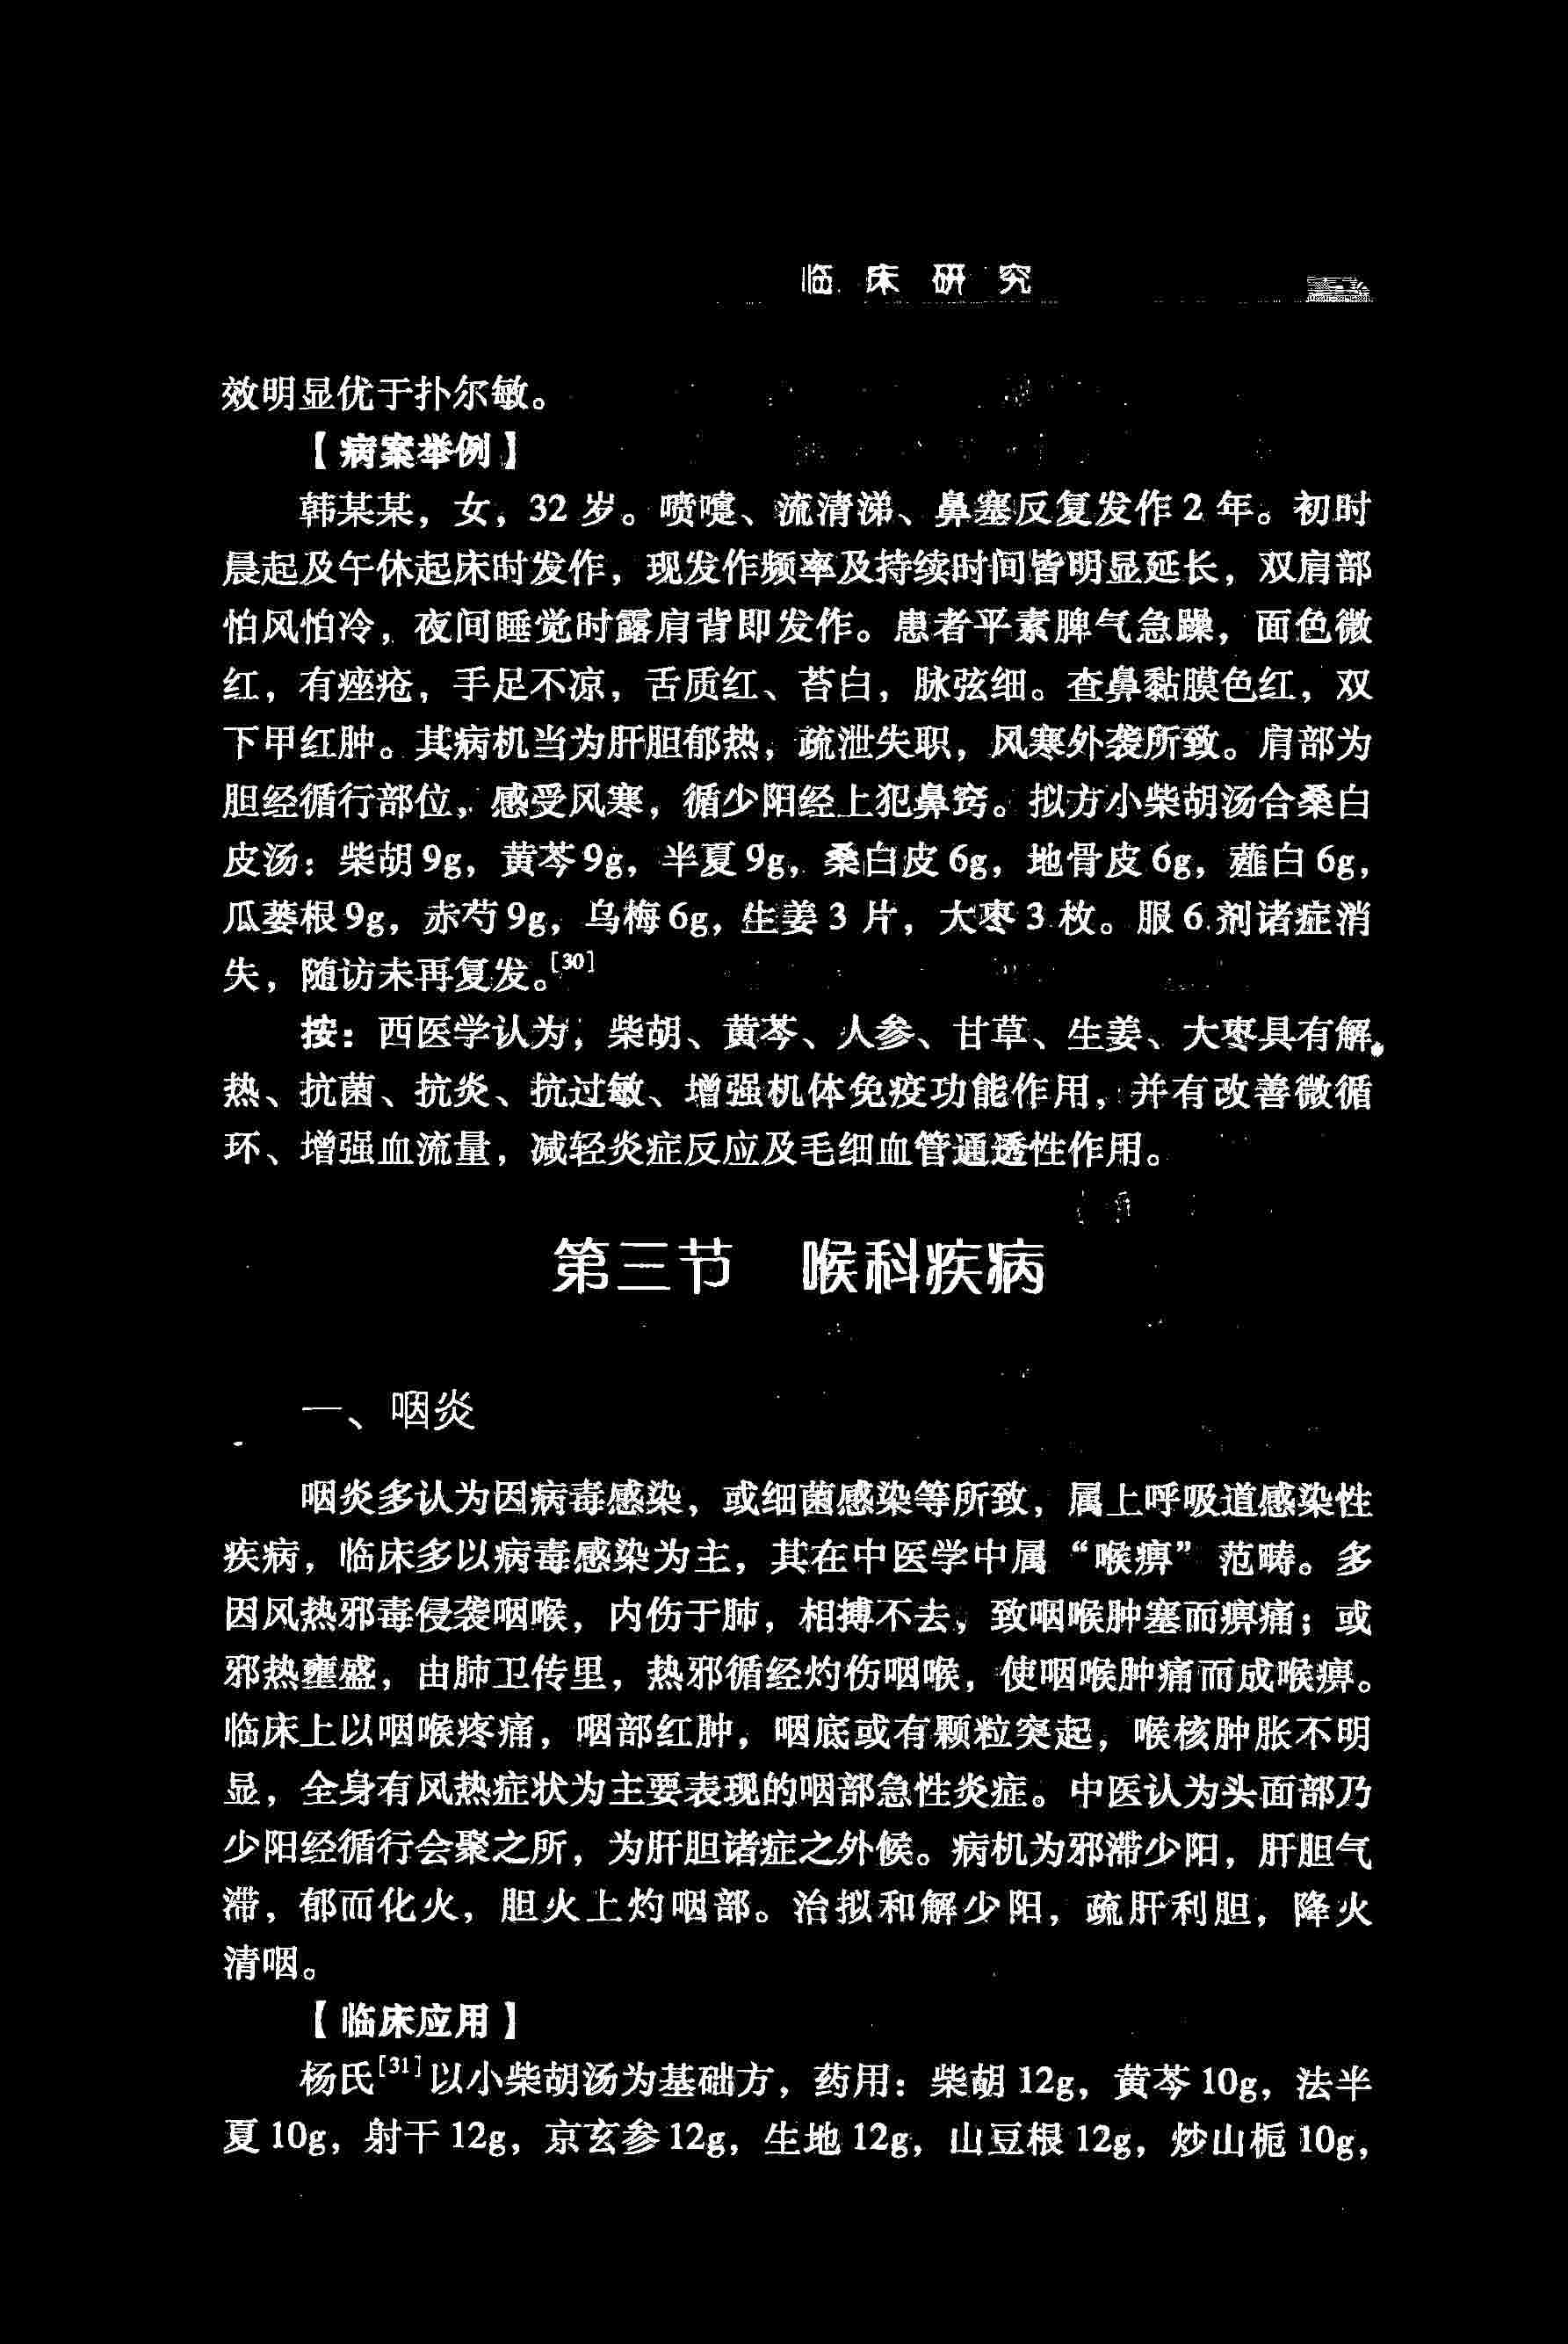 临床研究
效明显优于扑尔敏。
【病案举例】
韩某某，女，32岁。喷嚏、流清涕、鼻塞反复发作2年。初时
晨起及午休起床时发作，现发作频率及持续时间皆明显延长，双肩部
怕风怕冷，夜间睡觉时露肩背即发作。患者平素脾气急躁，面色微
红，有痤疮，手足不凉，舌质红、苔白，脉弦细。查鼻黏膜色红，双
下甲红肿。其病机当为肝胆郁热，疏泄失职，风寒外袭所致。肩部为
胆经循行部位，感受风寒，循少阳经上犯鼻窍。拟方小柴胡汤合桑白
皮汤：柴胡9g，黄芩9g，半夏9g，桑白皮6g，地骨皮6g，薤白6g，
瓜蒌根9g，赤芍9g，乌梅6g，生姜3片，大枣3枚。服6剂诸症消
失，随访未再复发。[30]
按：西医学认为，柴胡、黄芩、人参、甘草、生姜、大枣具有解
热、抗菌、抗炎、抗过敏、增强机体免疫功能作用，并有改善微循
环、增强血流量，减轻炎症反应及毛细血管通透性作用。
第三节　喉科疾病
一、咽炎
咽炎多认为因病毒感染，或细菌感染等所致，属上呼吸道感染性
疾病，临床多以病毒感染为主，其在中医学中属“喉痹”范畴。多
因风热邪毒侵袭咽喉，内伤于肺，相搏不去，致咽喉肿塞而痹痛；或
邪热壅盛，由肺卫传里，热邪循经灼伤咽喉，使咽喉肿痛而成喉痹。
临床上以咽喉疼痛，咽部红肿，咽底或有颗粒突起，喉核肿胀不明
显，全身有风热症状为主要表现的咽部急性炎症。中医认为头面部乃
少阳经循行会聚之所，为肝胆诸症之外候。病机为邪滞少阳，肝胆气
滞，郁而化火，胆火上灼咽部。治拟和解少阳，疏肝利胆，降火
清咽。
【临床应用】
杨氏[31]以小柴胡汤为基础方，药用：柴胡12g，黄芩10g，法半
夏10g，射干12g，京玄参12g，生地12g，山豆根12g，炒山栀10g，